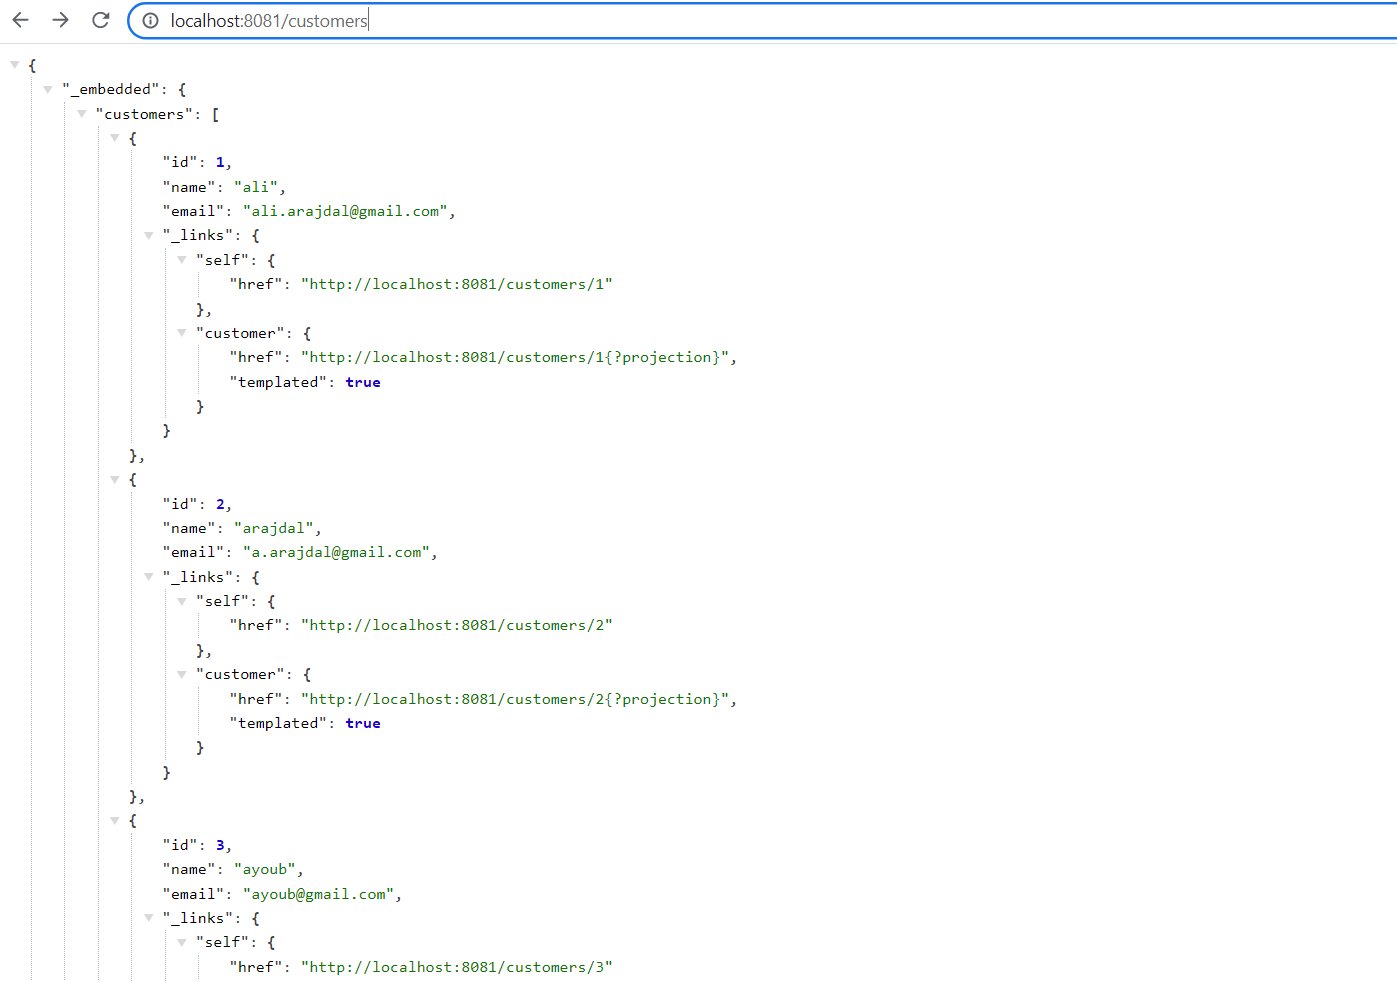 localhost:8081/customers
{
"_embedded": {
"customers": [
{
"id": 1,
"name": "ali",
"email": "ali.arajdal@gmail.com",
"_links": {
"self": {
"href": "http://localhost:8081/customers/1"
},
"customer": {
"href": "http://localhost:8081/customers/1{?projection}",
"templated": true
}
}
},
{
"id": 2,
"name": "arajdal",
"email": "a.arajdal@gmail.com",
"_links": {
"self": {
"href": "http://localhost:8081/customers/2"
},
"customer": {
"href": "http://localhost:8081/customers/2{?projection}",
"templated": true
}
}
},
{
"id": 3,
"name": "ayoub",
"email": "ayoub@gmail.com",
"_links": {
"self": {
"href": "http://localhost:8081/customers/3"